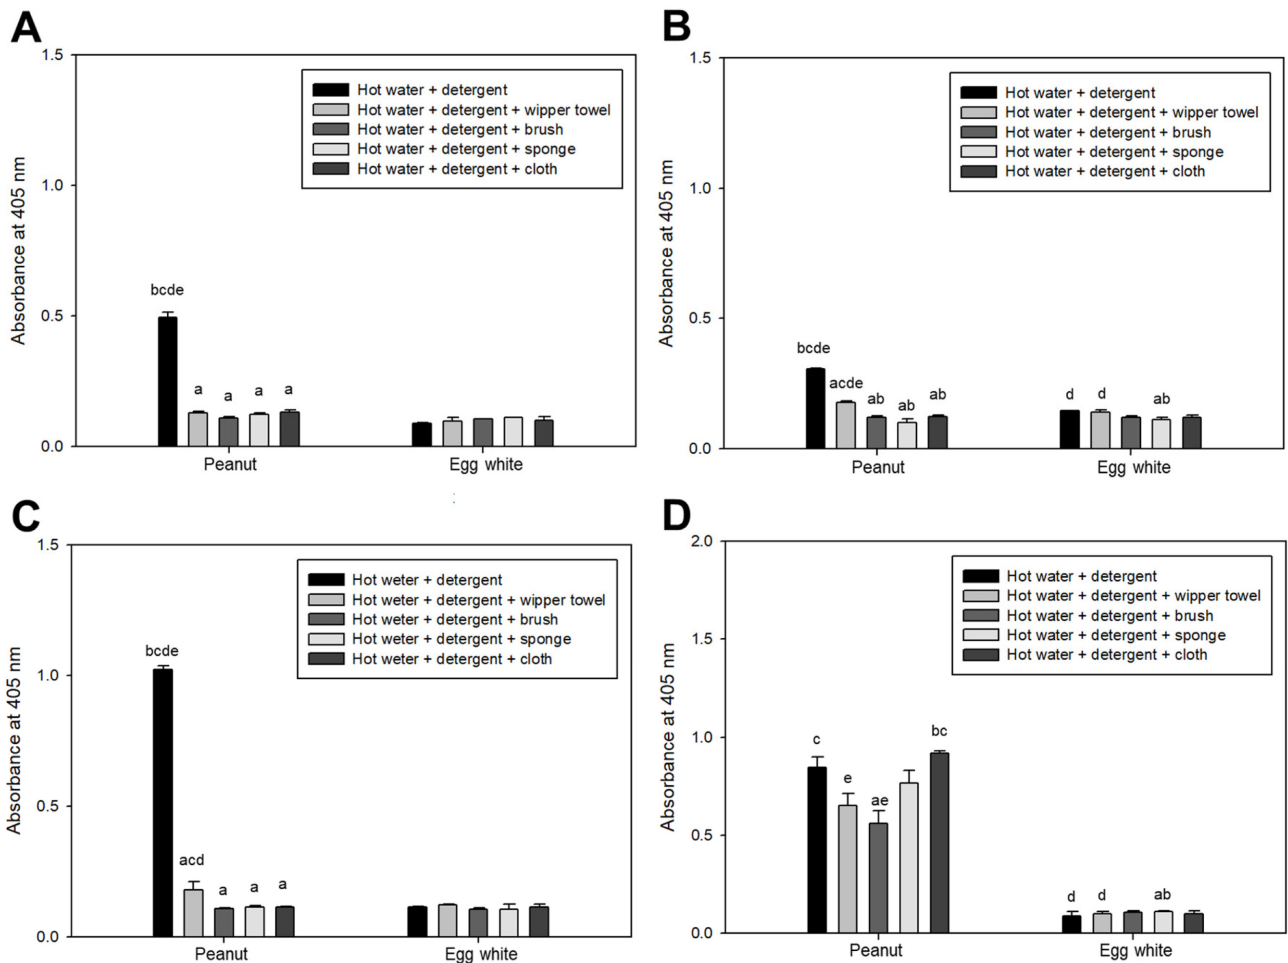 A
Absorbance at 405 nm
1.5
1.0
0.5
0.0
Hot water + detergent
Hot water + detergent + wipper towel
Hot water + detergent + brush
Hot water + detergent + sponge
Hot water + detergent + cloth
bcde
a
a
a
a
Peanut
Egg white
B
Absorbance at 405 nm
1.5
1.0
0.5
0.0
Hot water + detergent
Hot water + detergent + wipper towel
Hot water + detergent + brush
Hot water + detergent + sponge
Hot water + detergent + cloth
bcde
acde
ab
ab
ab
d
d
ab
Peanut
Egg white
C
Absorbance at 405 nm
1.5
1.0
0.5
0.0
Hot weter + detergent
Hot weter + detergent + wipper towel
Hot weter + detergent + brush
Hot weter + detergent + sponge
Hot weter + detergent + cloth
bcde
acd
a
a
a
Peanut
Egg white
D
Absorbance at 405 nm
2.0
1.5
1.0
0.5
0.0
Hot water + detergent
Hot water + detergent + wipper towel
Hot water + detergent + brush
Hot water + detergent + sponge
Hot water + detergent + cloth
c
e
ae
bc
d
d
ab
Peanut
Egg white